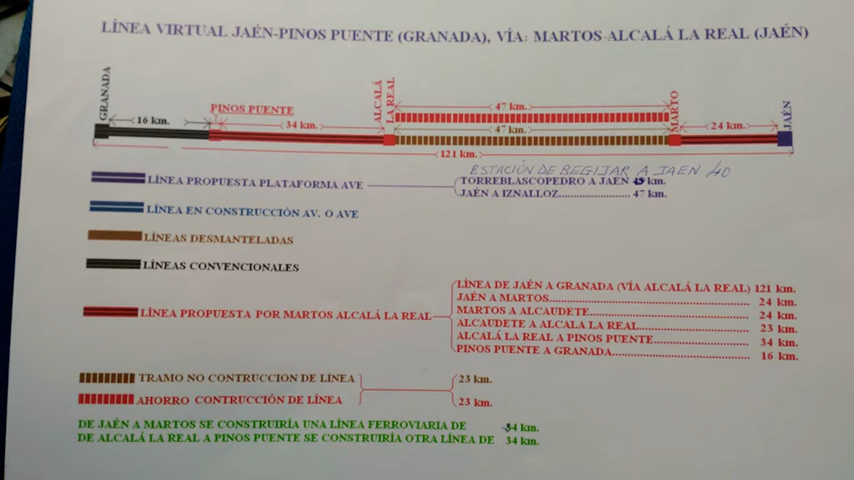 LÍNEA VIRTUAL JAÉN-PINOS PUENTE (GRANADA), VÍA: MARTOS-ALCALÁ LA REAL (JAÉN)
GRANADA
16 km.
PINOS PUENTE
34 km.
ALCALÁ
LA REAL
47 km.
47 km.
MARTO
24 km.
JAÉN
121 km.
ESTACIÓN DE BEGIJAR A JAEN 40
LÍNEA PROPUESTA PLATAFORMA AVE
TORREBLASCOPEDRO A JAÉN km.
JAÉN A IZNALLOZ........................ 47 km.
LÍNEA EN CONSTRUCCIÓN AV. O AVE
LÍNEAS DESMANTELADAS
LÍNEAS CONVENCIONALES
LÍNEA PROPUESTA POR MARTOS ALCALÁ LA REAL
LÍNEA DE JAÉN A GRANADA (VÍA ALCALÁ LA REAL) 121 km.
JAÉN A MARTOS.................................................. 24 km.
MARTOS A ALCAUDETE........................................ 24 km.
ALCAUDETE A ALCALA LA REAL............................ 23 km.
ALCALÁ LA REAL A PINOS PUENTE........................ 34 km.
PINOS PUENTE A GRANADA................................... 16 km.
TRAMO NO CONTRUCCIÓN DE LÍNEA
23 km.
AHORRO CONTRUCCIÓN DE LÍNEA
23 km.
DE JAÉN A MARTOS SE CONSTRUIRÍA UNA LÍNEA FERROVIARIA DE km.
DE ALCALÁ LA REAL A PINOS PUENTE SE CONSTRUIRÍA OTRA LÍNEA DE 34 km.